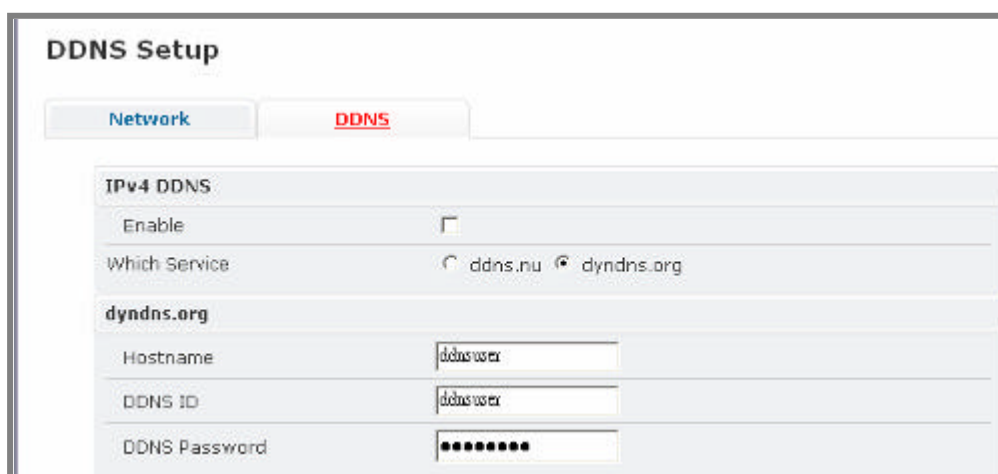 DDNS Setup
Network DDNS
IPv4 DDNS
Enable
Which Service ddns.nu dyndns.org
dyndns.org
Hostname ddnsuser
DDNS ID ddnsuser
DDNS Password ●●●●●●●●